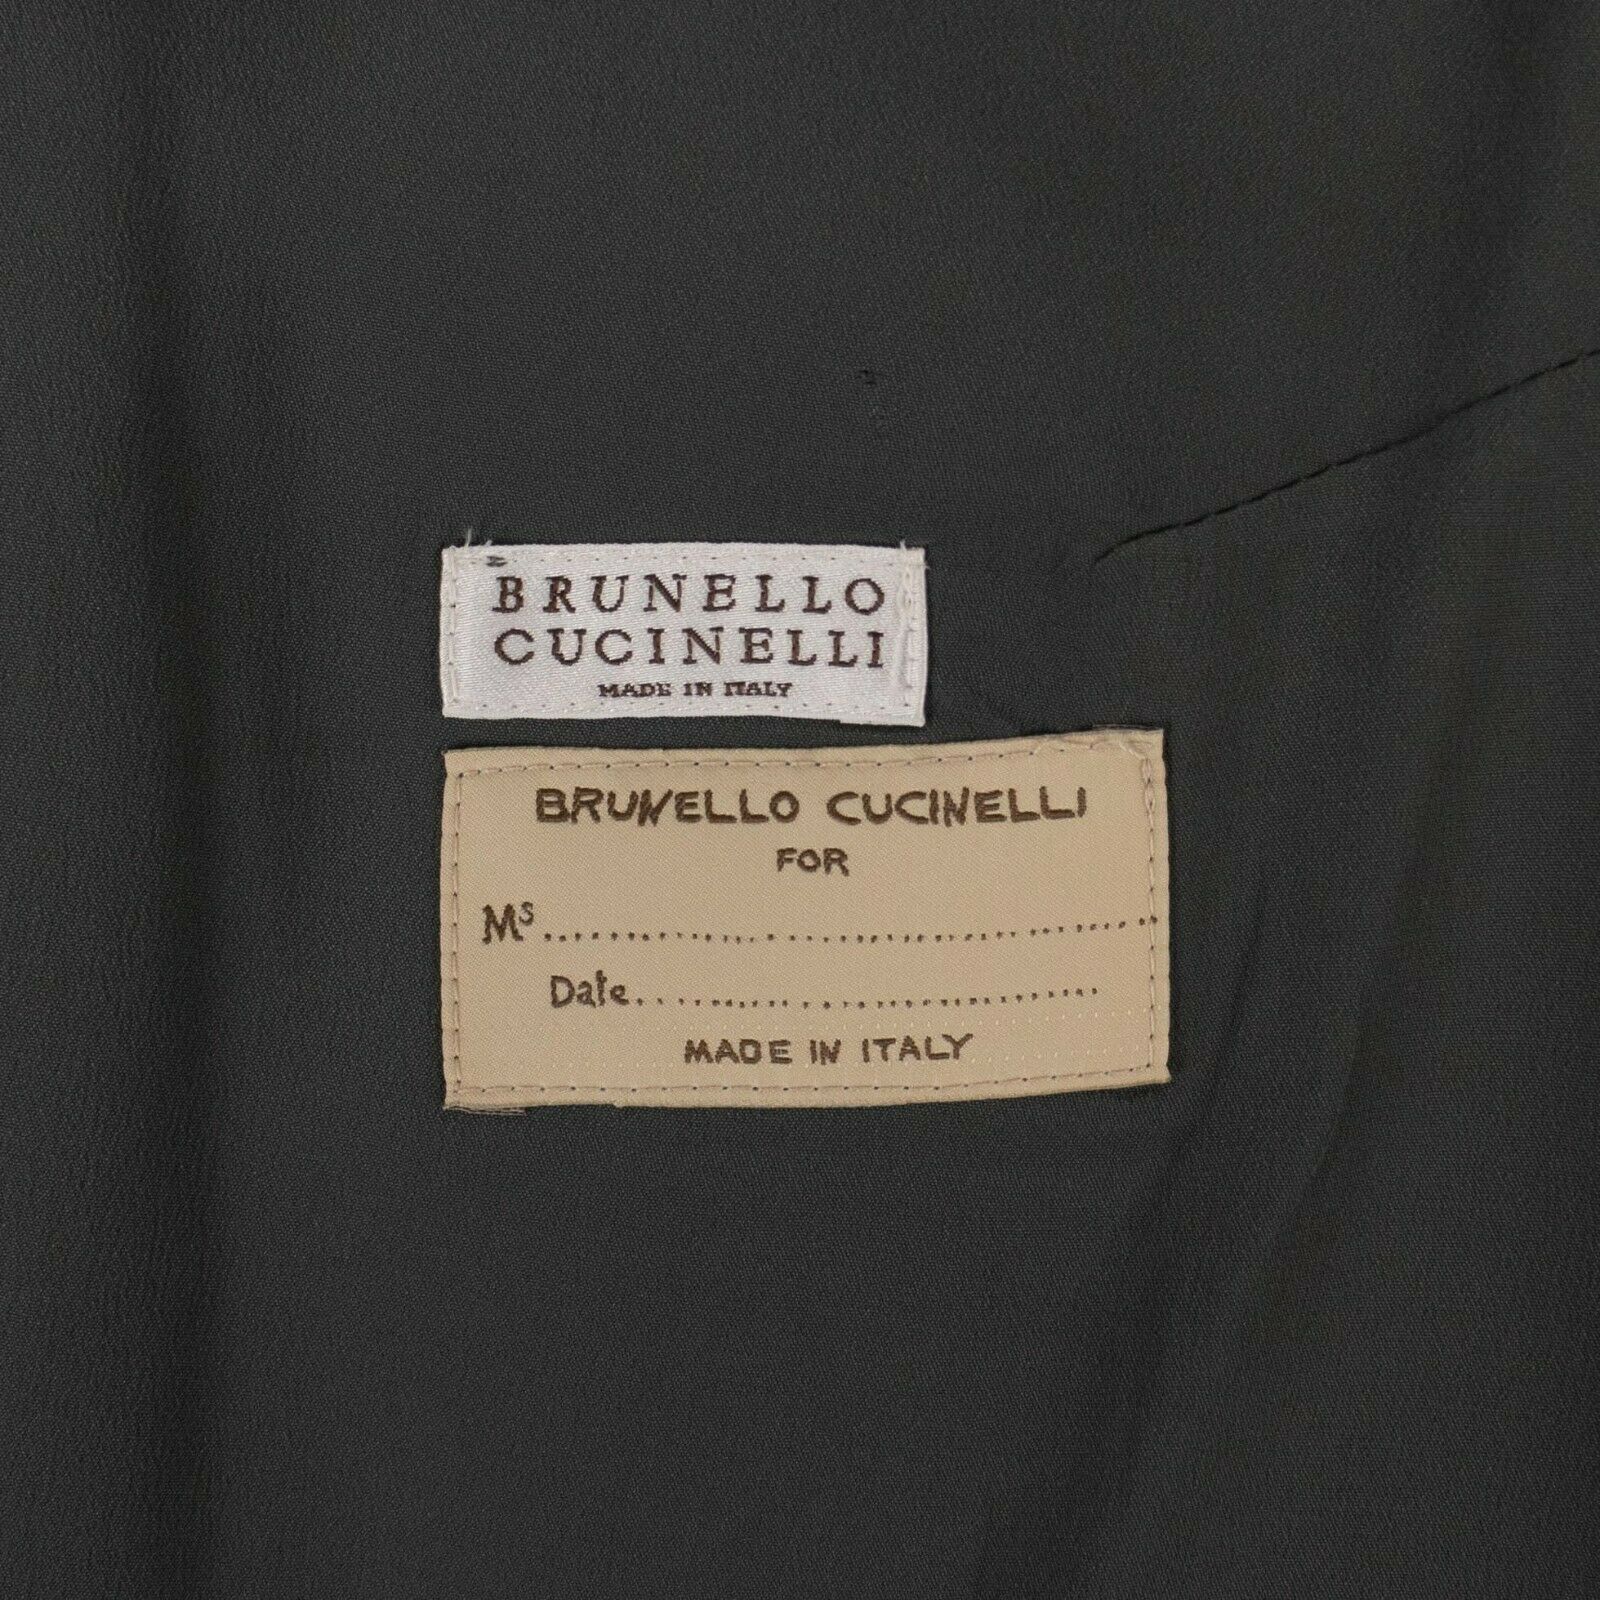 BRUNELLO
CUCINELLI
MADE IN ITALY
BRUNELLO CUCINELLI
FOR
Ms..............................
Date..............................
MADE IN ITALY